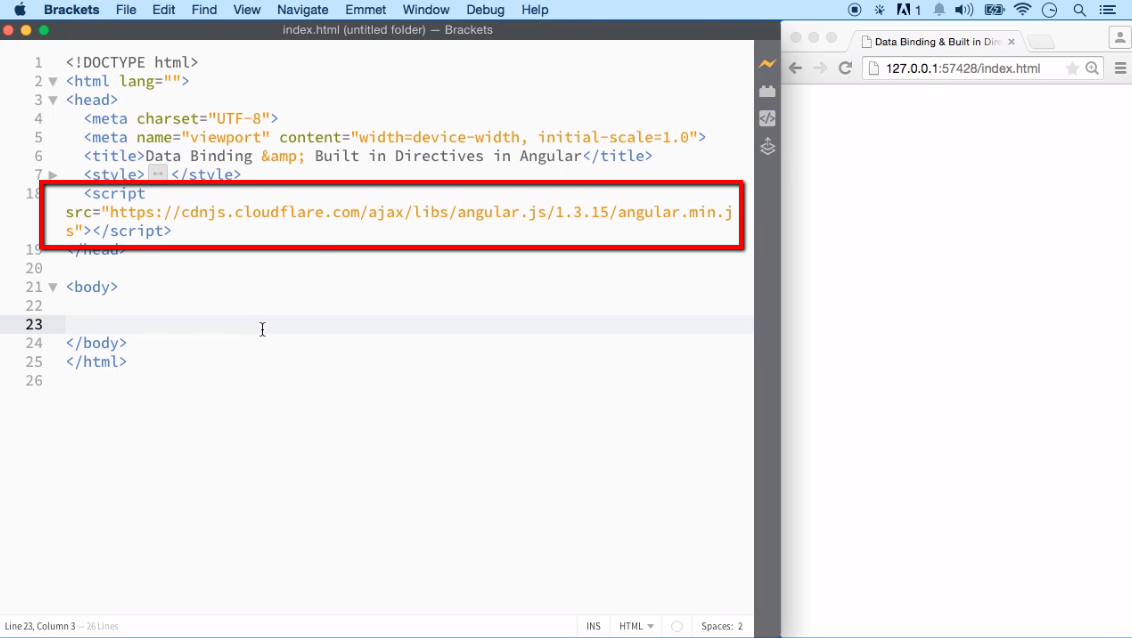 Brackets File Edit Find View Navigate Emmet Window Debug Help 1
index.html (untitled folder) — Brackets
Data Binding & Built in Dire
127.0.0.1:57428/index.html
1 <!DOCTYPE html>
2 <html lang="">
3 <head>
4 <meta charset="UTF-8">
5 <meta name="viewport" content="width=device-width, initial-scale=1.0">
6 <title>Data Binding &amp; Built in Directives in Angular</title>
7 <style></style>
18 <script
src="https://cdnjs.cloudflare.com/ajax/libs/angular.js/1.3.15/angular.min.j
s"></script>
19 </head>
20
21 <body>
22
23
24 </body>
25 </html>
26
Line 23, Column 3 — 26 Lines
INS HTML Spaces: 2